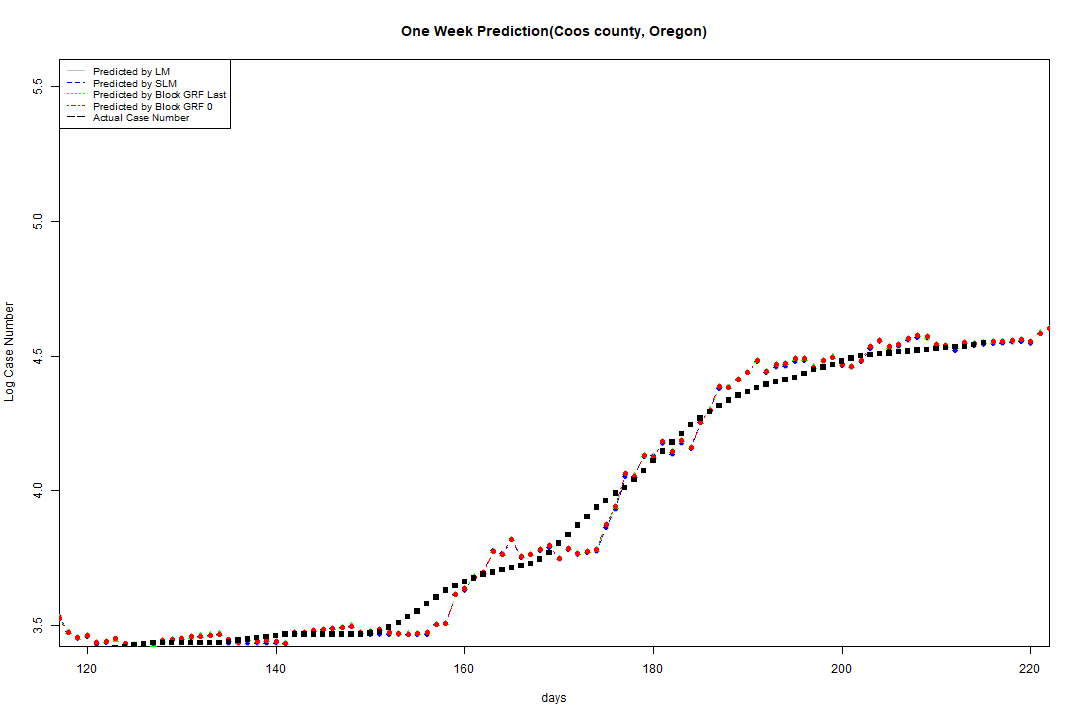 One Week Prediction(Coos county, Oregon)
Predicted by LM
Predicted by SLM
Predicted by Block GRF Last
Predicted by Block GRF 0
Actual Case Number
5.5
5.0
4.5
4.0
3.5
Log Case Number
120 140 160 180 200 220
days